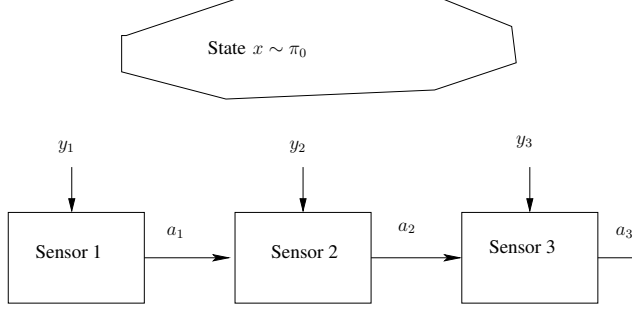 State x ∼ π₀
y₁ y₂ y₃
a₁ a₂ a₃
Sensor 1 Sensor 2 Sensor 3